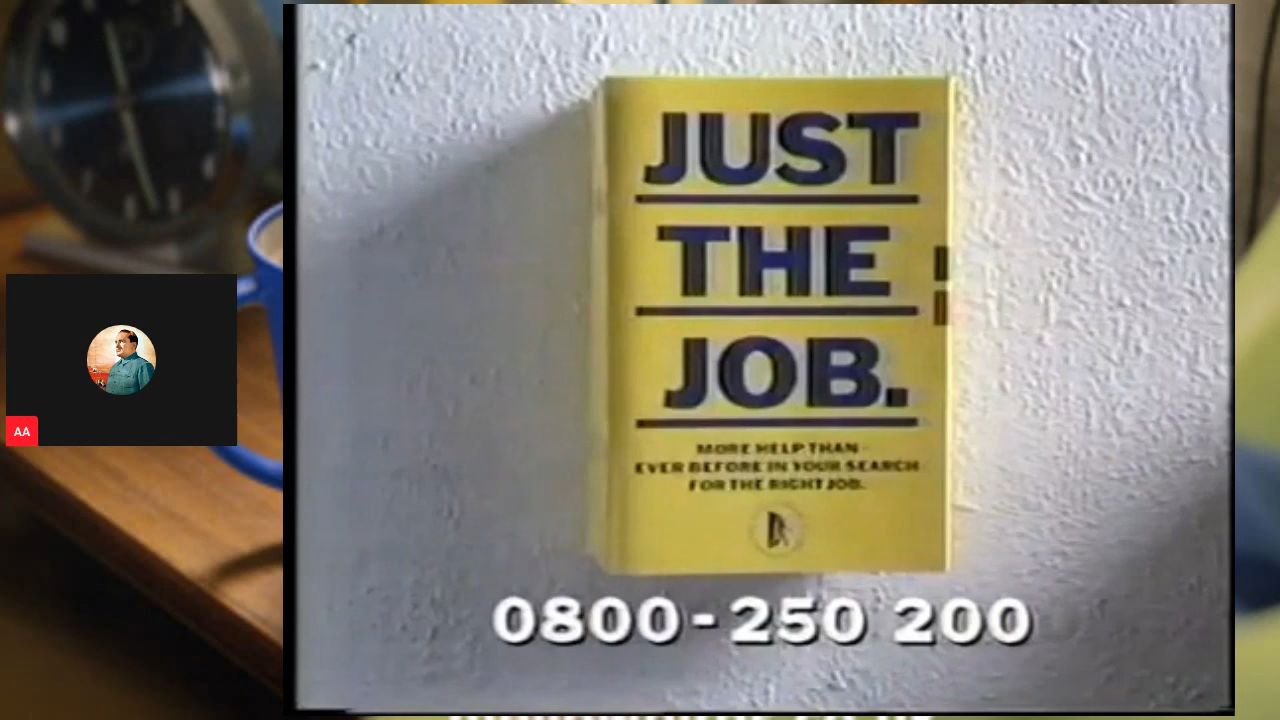 JUST
THE
JOB.
MORE HELP THAN
EVER BEFORE IN YOUR SEARCH
FOR THE RIGHT JOB.
0800-250 200
AA